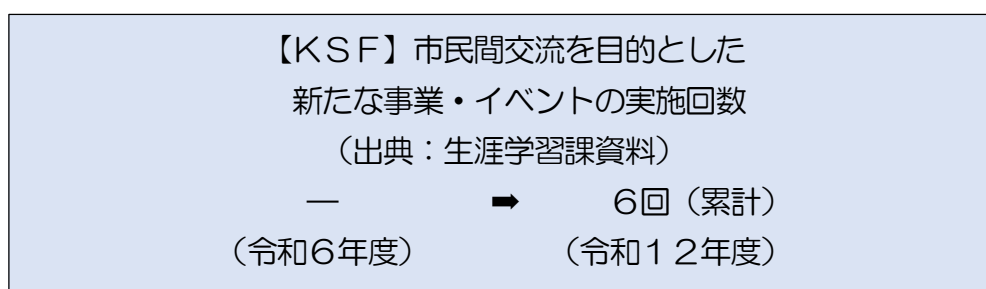 【ＫＳＦ】市民間交流を目的とした
新たな事業・イベントの実施回数
（出典：生涯学習課資料）
― ➡ ６回（累計）
（令和６年度） （令和１２年度）